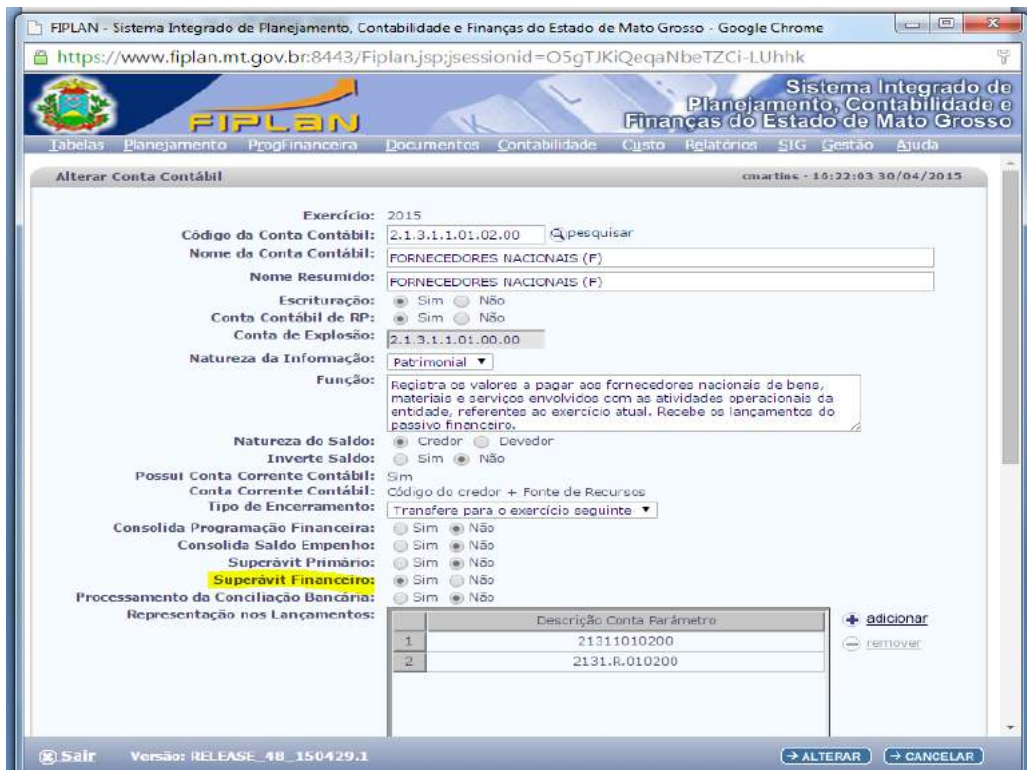 FIPLAN - Sistema Integrado de Planejamento, Contabilidade e Finanças do Estado de Mato Grosso - Google Chrome
https://www.fiplan.mt.gov.br:8443/Fiplan.jsp;jsessionid=O5gTJKiQeqaNbeTZCi-LUhhk
FIPLAN
Sistema Integrado de
Planejamento, Contabilidade e
Finanças do Estado de Mato Grosso
Tabelas Planejamento ProgFinanceira Documentos Contabilidade Custo Relatórios SIG Gestão Ajuda
Alterar Conta Contábil cmartins - 16:22:03 30/04/2015
Exercício: 2015
Código da Conta Contábil: 2.1.3.1.1.01.02.00 pesquisar
Nome da Conta Contábil: FORNECEDORES NACIONAIS (F)
Nome Resumido: FORNECEDORES NACIONAIS (F)
Escrituração: Sim Não
Conta Contábil de RP: Sim Não
Conta de Explosão: 2.1.3.1.1.01.00.00
Natureza da Informação: Patrimonial
Função: Registra os valores a pagar aos fornecedores nacionais de bens,
materiais e serviços envolvidos com as atividades operacionais da
entidade, referentes ao exercício atual. Recebe os lançamentos do
passivo financeiro.
Natureza do Saldo: Credor Devedor
Inverte Saldo: Sim Não
Possui Conta Corrente Contábil: Sim
Conta Corrente Contábil: Código do credor + Fonte de Recursos
Tipo de Encerramento: Transfere para o exercício seguinte
Consolida Programação Financeira: Sim Não
Consolida Saldo Empenho: Sim Não
Superávit Primário: Sim Não
Superávit Financeiro: Sim Não
Processamento da Conciliação Bancária: Sim Não
Representação nos Lançamentos: Descrição Conta Parâmetro adicionar
1 21311010200 remover
2 2131.R.010200
Sair Versão: RELEASE_48_150429.1 ALTERAR CANCELAR